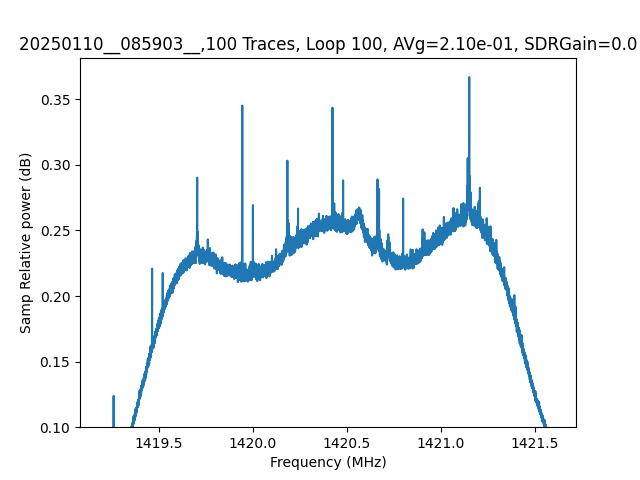 20250110__085903__,100 Traces, Loop 100, AVg=2.10e-01, SDRGain=0.0
0.35
0.30
0.25
0.20
0.15
0.10
Samp Relative power (dB)
1419.5 1420.0 1420.5 1421.0 1421.5
Frequency (MHz)